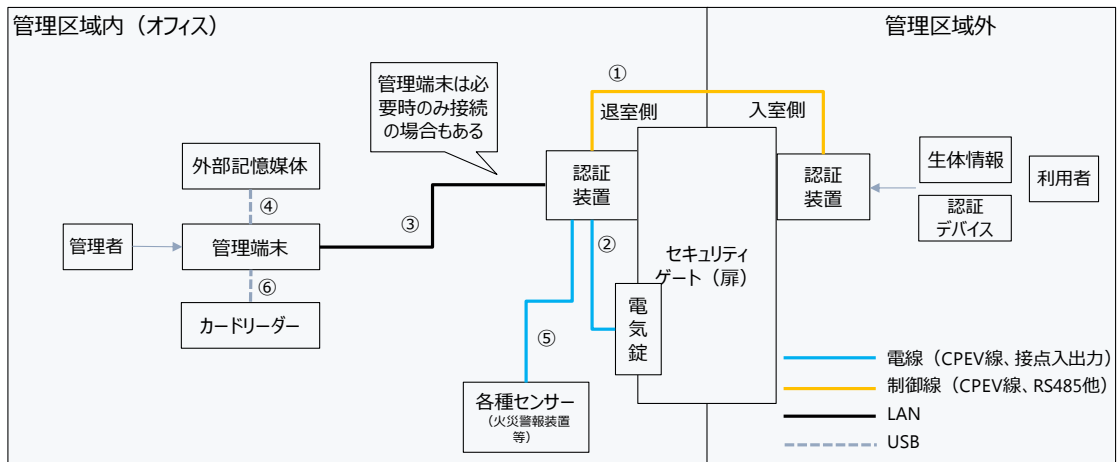 管理区域内（オフィス）
管理区域外
管理端末は必
要時のみ接続
の場合もある
①
退室側
入室側
外部記憶媒体
認証
装置
認証
装置
生体情報
利用者
認証
デバイス
④
③
②
管理者
管理端末
セキュリティ
ゲート（扉）
⑥
カードリーダー
電
気
錠
⑤
各種センサー
（火災警報装置
等）
電線（CPEV線、接点入出力）
制御線（CPEV線、RS485他）
LAN
USB